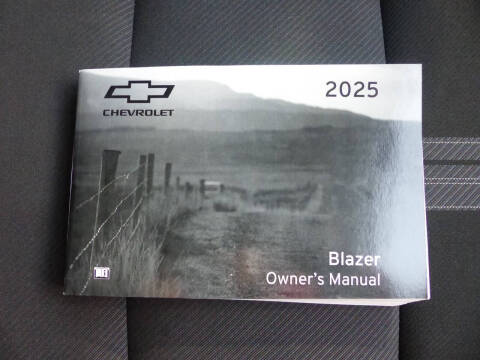 CHEVROLET
2025
Blazer
Owner's Manual